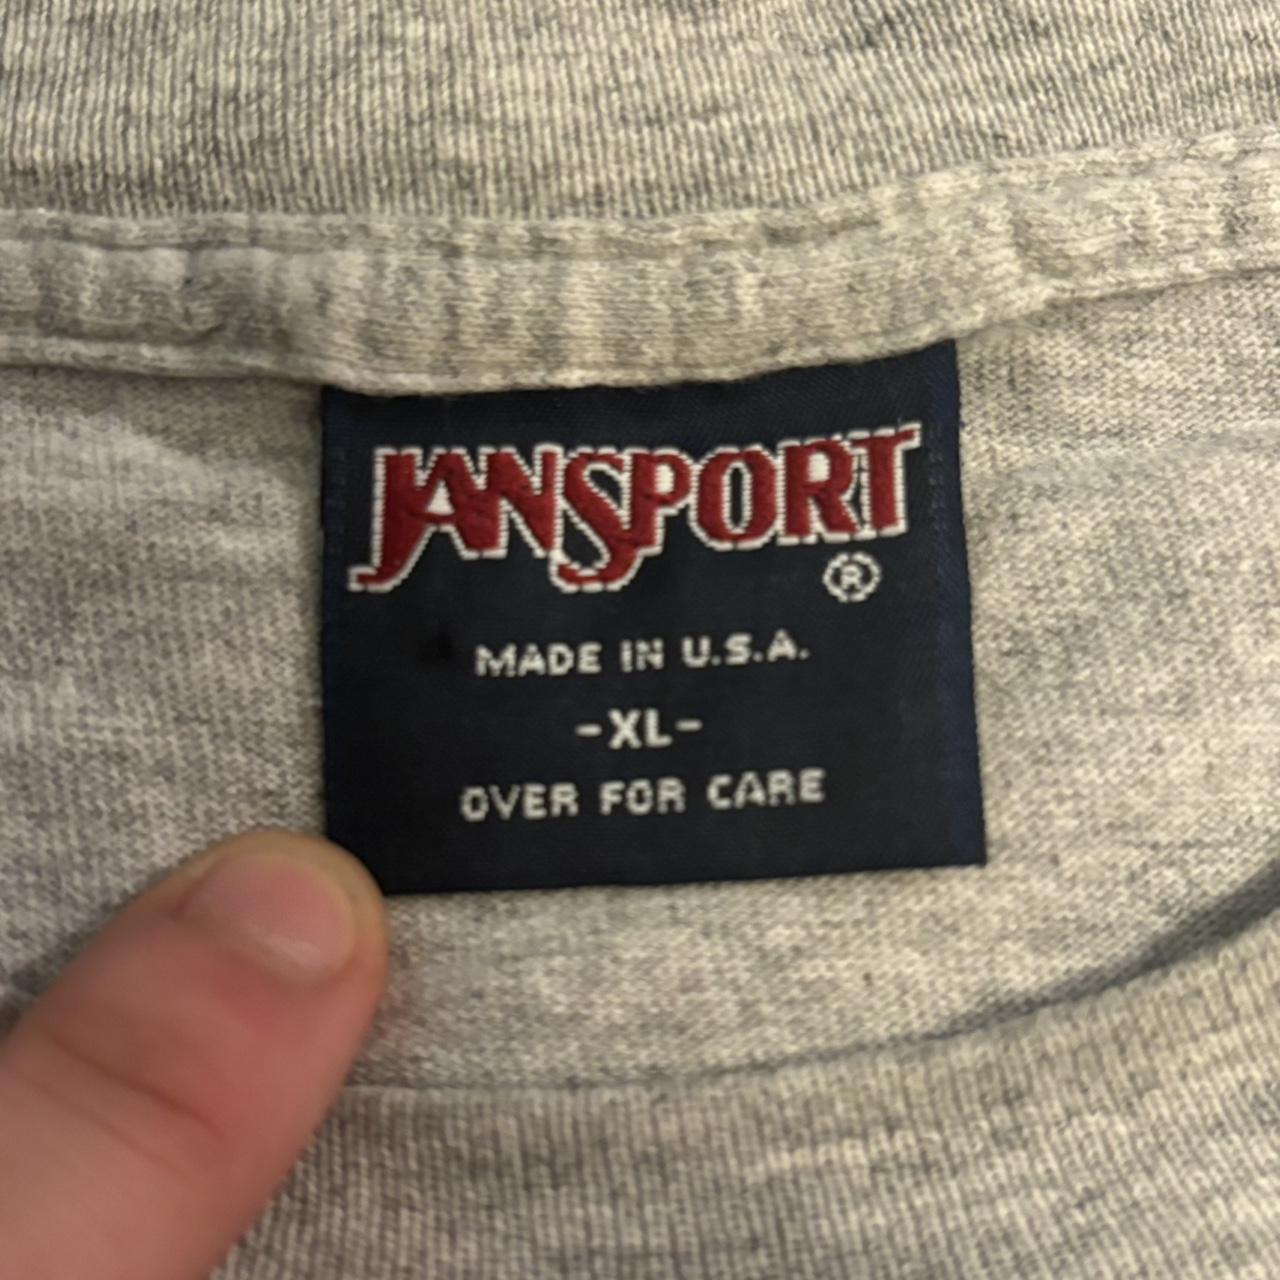 JANSPORT
®
MADE IN U.S.A.
-XL-
OVER FOR CARE